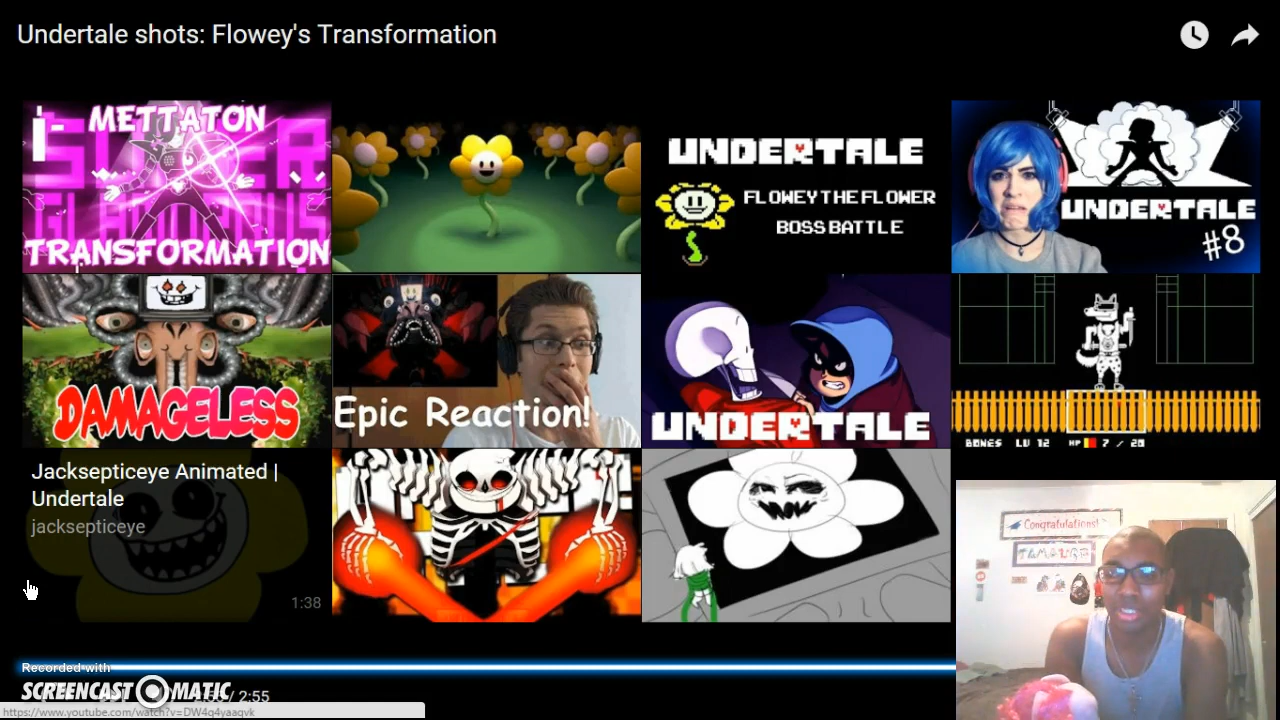 Undertale shots: Flowey's Transformation
METTATON
TRANSFORMATION
UNDERTALE
FLOWEY THE FLOWER
BOSS BATTLE
UNDERTALE
#8
DAMAGELESS
Epic Reaction!
UNDERTALE
BONES LV 12 HP 7 / 20
Jacksepticeye Animated |
Undertale
jacksepticeye
1:38
Congratulations!
Recorded with
SCREENCAST O MATIC
/ 2:55
https://www.youtube.com/watch?v=DW4q4yaaqvk